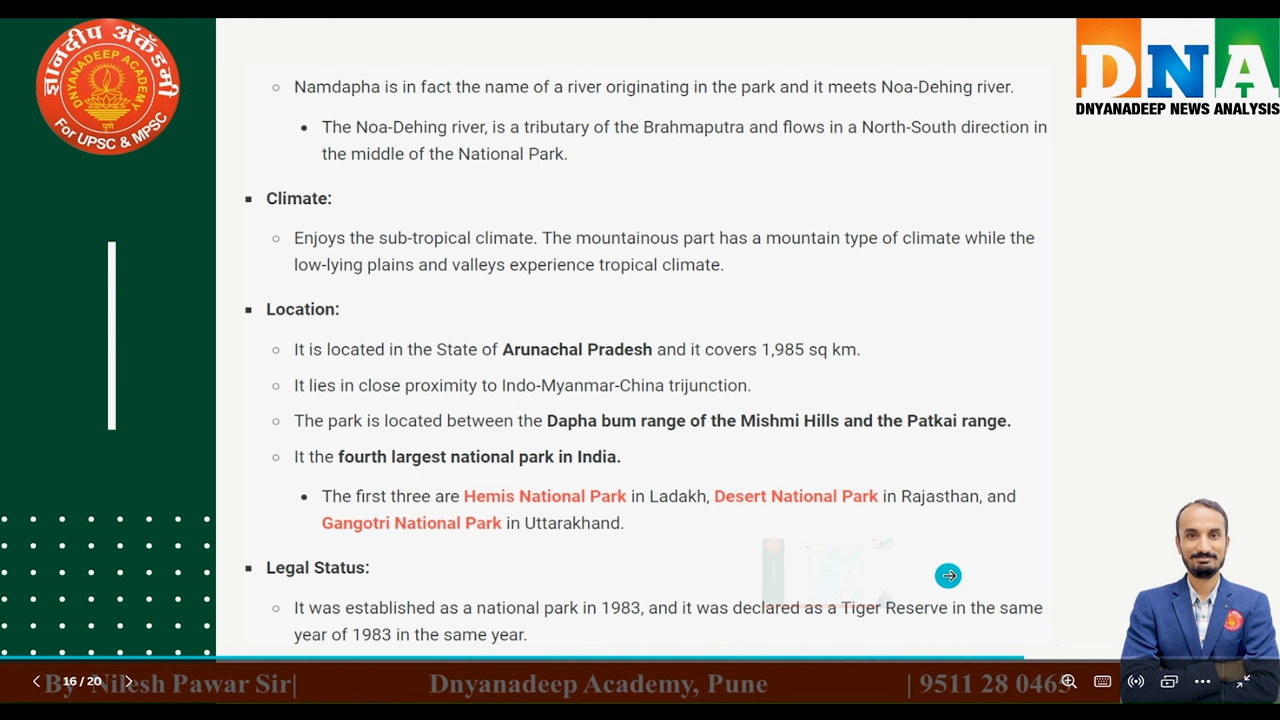 ज्ञानदीप अ‍ॅकॅडमी
DNYANADEEP ACADEMY
पुणे
For UPSC & MPSC
DNA
DNYANADEEP NEWS ANALYSIS
Namdapha is in fact the name of a river originating in the park and it meets Noa-Dehing river.
The Noa-Dehing river, is a tributary of the Brahmaputra and flows in a North-South direction in
the middle of the National Park.
Climate:
Enjoys the sub-tropical climate. The mountainous part has a mountain type of climate while the
low-lying plains and valleys experience tropical climate.
Location:
It is located in the State of Arunachal Pradesh and it covers 1,985 sq km.
It lies in close proximity to Indo-Myanmar-China trijunction.
The park is located between the Dapha bum range of the Mishmi Hills and the Patkai range.
It the fourth largest national park in India.
The first three are Hemis National Park in Ladakh, Desert National Park in Rajasthan, and
Gangotri National Park in Uttarakhand.
Legal Status:
It was established as a national park in 1983, and it was declared as a Tiger Reserve in the same
year of 1983 in the same year.
16 / 20
By Nilesh Pawar Sir|
Dnyanadeep Academy, Pune
| 9511 28 0465